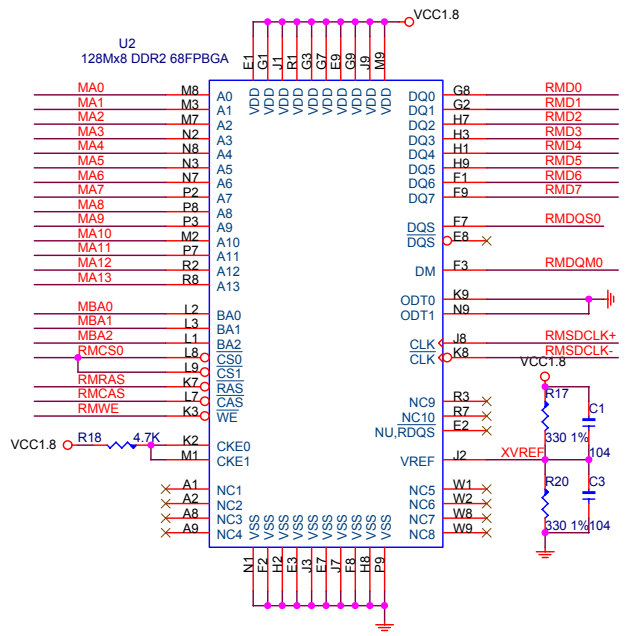 VCC1.8
U2
128Mx8 DDR2 68FPBGA
E1 G1 J1 R1 G3 G7 E9 G9 J9 M9
VDD VDD VDD VDD VDD VDD VDD VDD VDD VDD
MA0 M8 A0 DQ0 G8 RMD0
MA1 M3 A1 DQ1 G2 RMD1
MA2 M7 A2 DQ2 H7 RMD2
MA3 N2 A3 DQ3 H3 RMD3
MA4 N8 A4 DQ4 H1 RMD4
MA5 N3 A5 DQ5 H9 RMD5
MA6 N7 A6 DQ6 F1 RMD6
MA7 P2 A7 DQ7 F9 RMD7
MA8 P8 A8
MA9 P3 A9 DQS F7 RMDQS0
MA10 M2 A10 DQS E8
MA11 P7 A11
MA12 R2 A12 DM F3 RMDQM0
MA13 R8 A13
ODT0 K9
MBA0 L2 BA0 ODT1 N9
MBA1 L3 BA1
MBA2 L1 BA2 CLK J8 RMSDCLK+
RMCS0 L8 CS0 CLK K8 RMSDCLK-
L9 CS1 VCC1.8
RMRAS K7 RAS
RMCAS L7 CAS NC9 R3 R17 C1
RMWE K3 WE NC10 R7
NU,RDQS E2
VCC1.8 R18 4.7K K2 CKE0 330 1% 104
M1 CKE1 VREF J2 XVREF
A1 NC1 NC5 W1 R20 C3
A2 NC2 NC6 W2
A8 NC3 NC7 W8
A9 NC4 NC8 W9 330 1% 104
VSS VSS VSS VSS VSS VSS VSS VSS VSS VSS
N1 F2 H2 E3 J3 E7 J7 F8 H8 P9